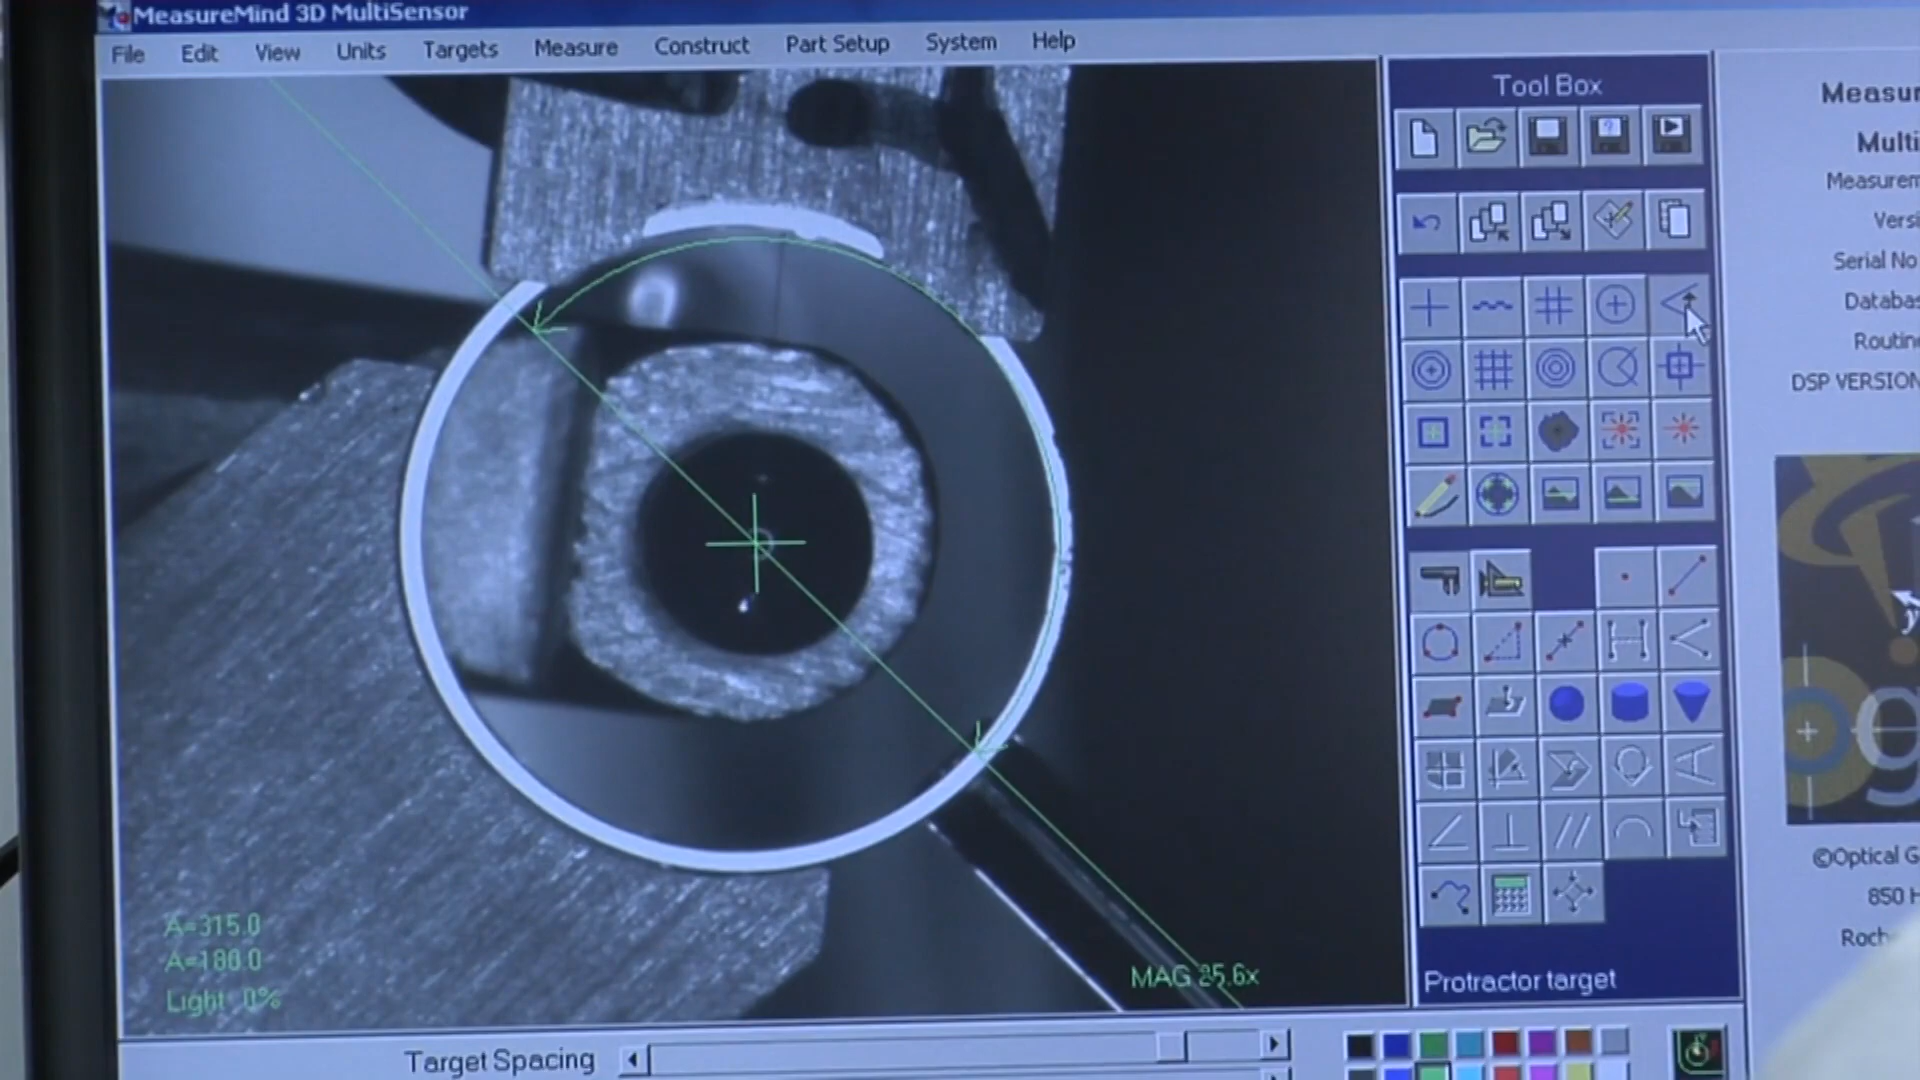 MeasureMind 3D MultiSensor
File Edit View Units Targets Measure Construct Part Setup System Help
Tool Box
Measur
Multi
Measurem
Versi
Serial No
Databas
Routin
DSP VERSION
A=315.0
A=180.0
Light 0%
MAG 25.6x
Protractor target
©Optical G
850 H
Roch
Target Spacing